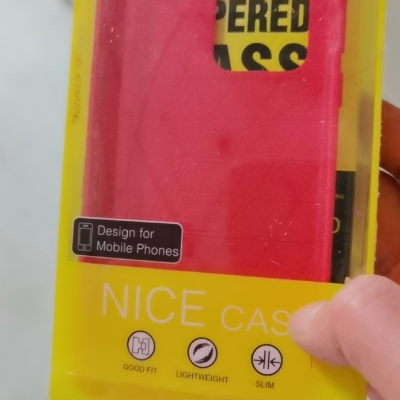 PERED
ASS
Design for
Mobile Phones
NICE CAS
GOOD FIT
LIGHTWEIGHT
SLIM